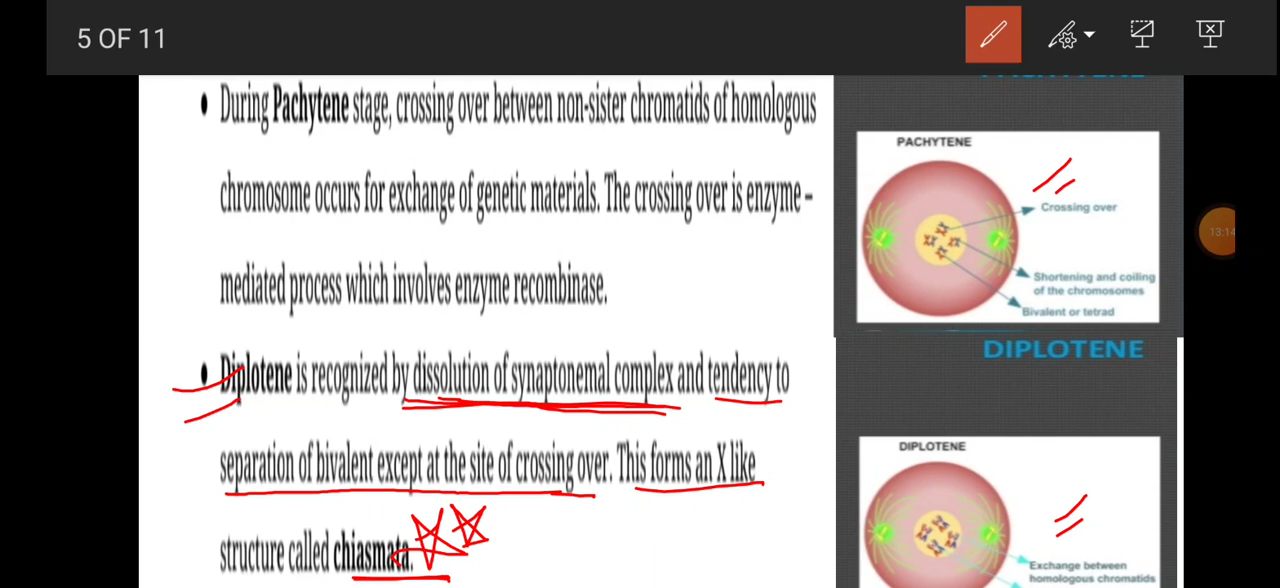 5 OF 11
• During Pachytene stage, crossing over between non-sister chromatids of homologous
chromosome occurs for exchange of genetic materials. The crossing over is enzyme –
mediated process which involves enzyme recombinase.
• Diplotene is recognized by dissolution of synaptonemal complex and tendency to
separation of bivalent except at the site of crossing over. This forms an X like
structure called chiasmata.
PACHYTENE
PACHYTENE
Crossing over
Shortening and coiling
of the chromosomes
Bivalent or tetrad
DIPLOTENE
DIPLOTENE
Exchange between
homologous chromatids
13:14